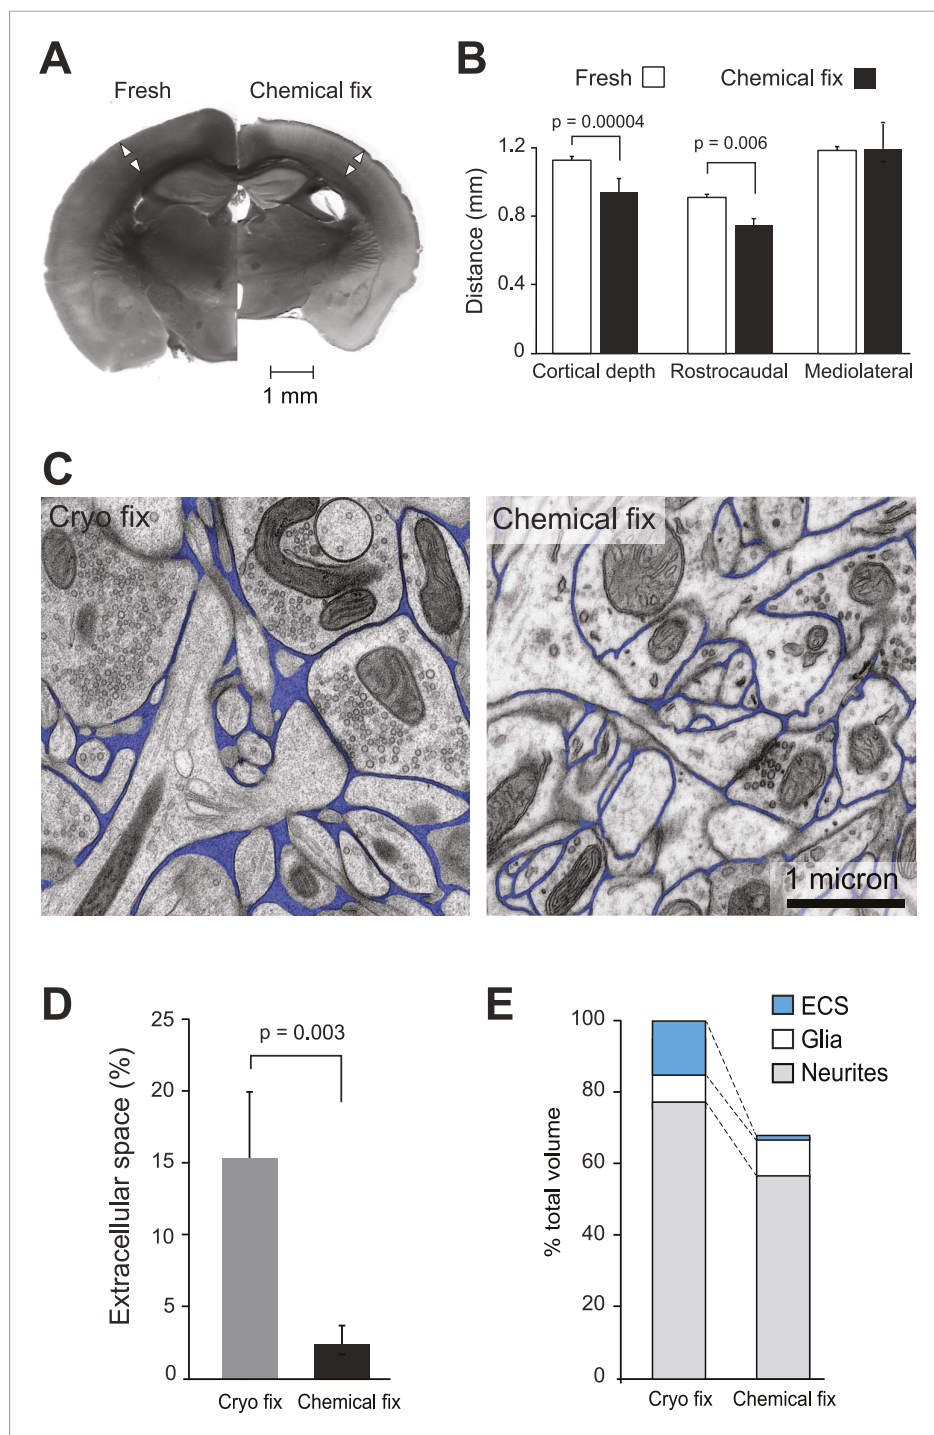 A
Fresh
Chemical fix
1 mm
B
Fresh
Chemical fix
p = 0.00004
p = 0.006
1.2
0.8
0.4
0
Distance (mm)
Cortical depth
Rostrocaudal
Mediolateral
C
Cryo fix
Chemical fix
1 micron
D
p = 0.003
25
20
15
10
5
0
Extracellular space (%)
Cryo fix
Chemical fix
E
ECS
Glia
Neurites
100
80
60
40
20
0
% total volume
Cryo fix
Chemical fix